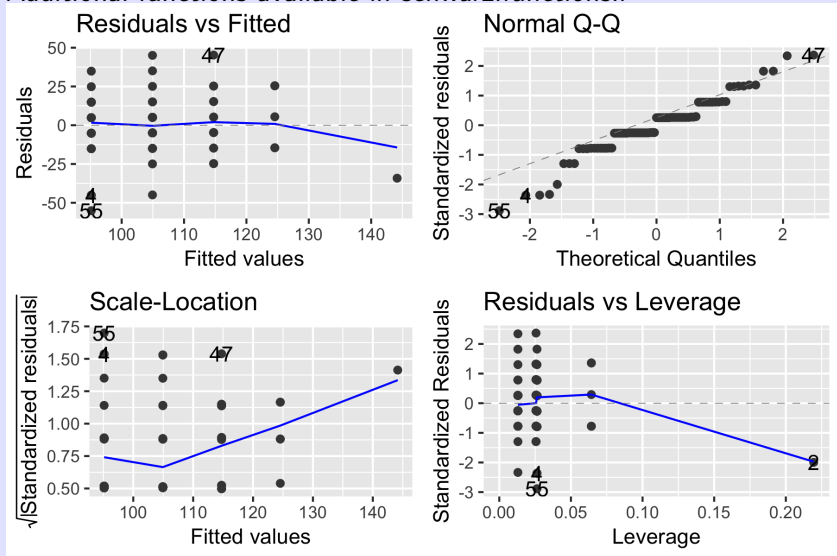 Additional functions available in
Residuals vs Fitted
Residuals
50
25
0
-25
-50
47
4
55
100 110 120 130 140
Fitted values
Normal Q-Q
Standardized residuals
2
1
0
-1
-2
-3
47
4
55
-2 -1 0 1 2
Theoretical Quantiles
Scale-Location
√|Standardized residuals|
1.75
1.50
1.25
1.00
0.75
0.50
55
4
47
100 110 120 130 140
Fitted values
Residuals vs Leverage
Standardized Residuals
2
1
0
-1
-2
-3
2
4
55
0.00 0.05 0.10 0.15 0.20
Leverage